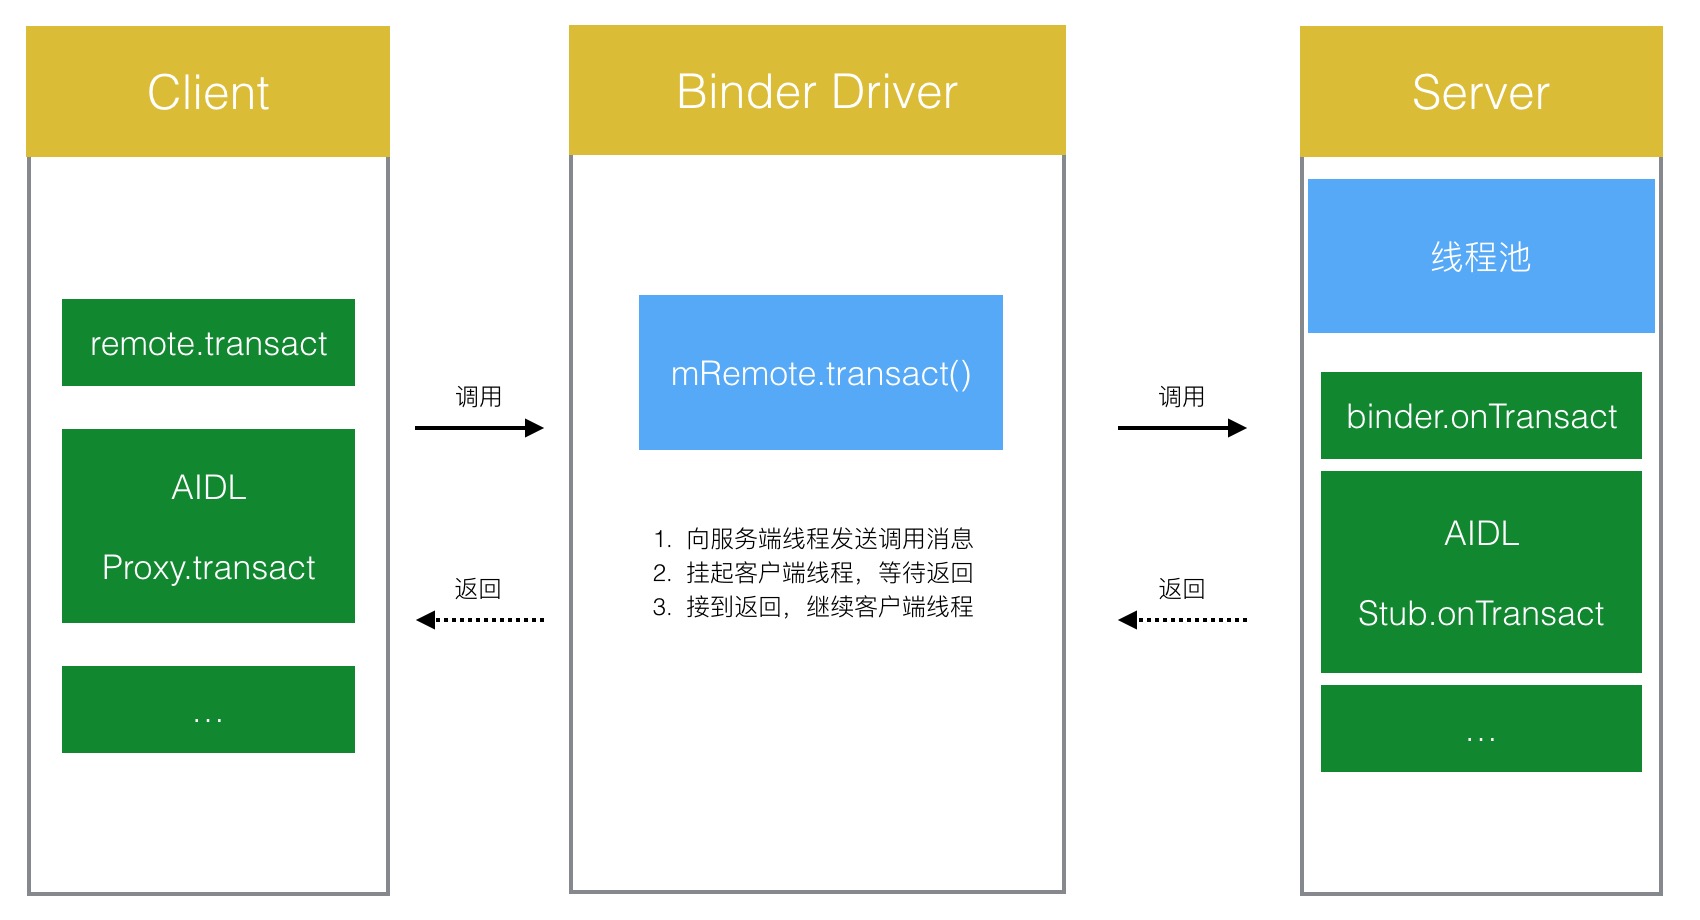 Client
remote.transact
AIDL
Proxy.transact
...
调用
返回
Binder Driver
mRemote.transact()
1. 向服务端线程发送调用消息
2. 挂起客户端线程，等待返回
3. 接到返回，继续客户端线程
调用
返回
Server
线程池
binder.onTransact
AIDL
Stub.onTransact
...